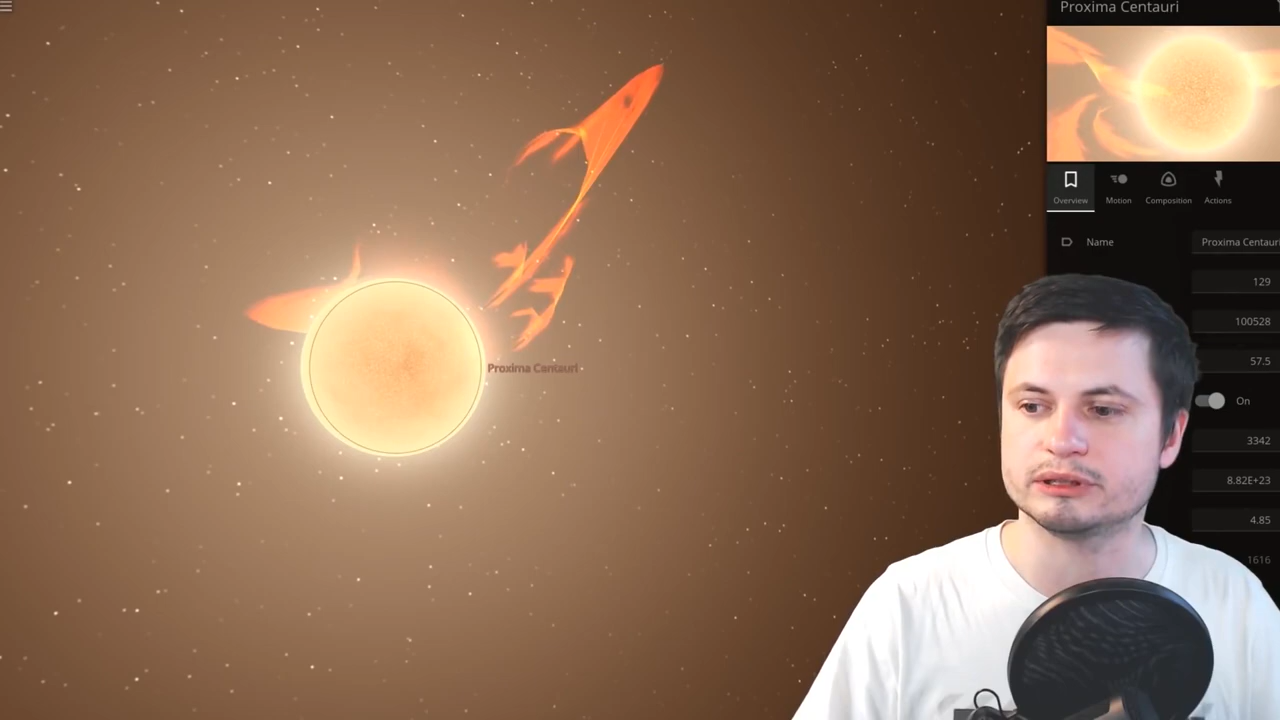 Proxima Centauri
Overview Motion Composition Actions
Name Proxima Centauri
129
100528
57.5
On
3342
8.82E+23
4.85
1616
Proxima Centauri